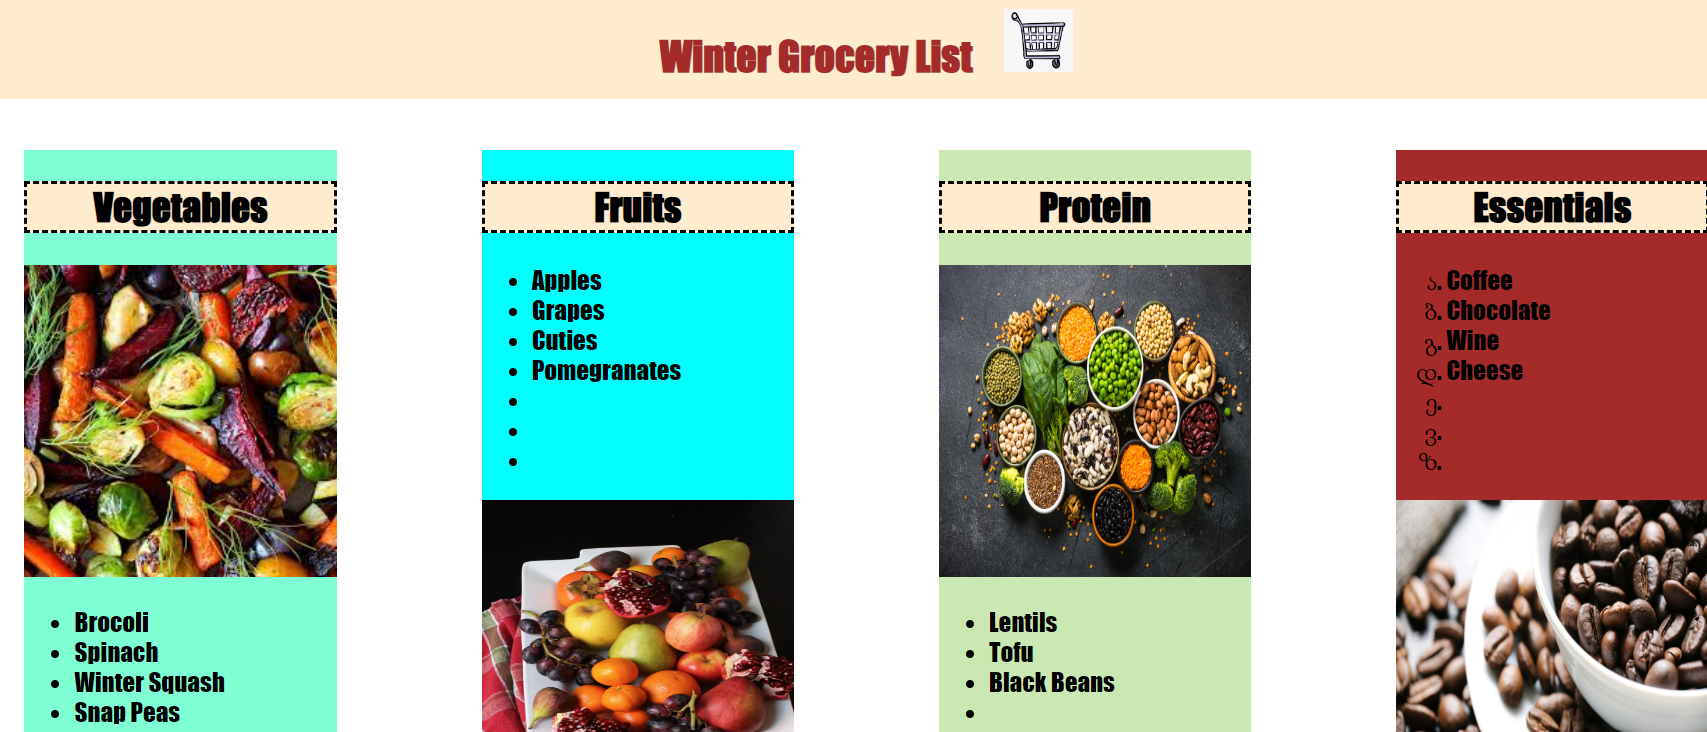 Winter Grocery List
Vegetables
Brocoli
Spinach
Winter Squash
Snap Peas
Fruits
Apples
Grapes
Cuties
Pomegranates
Protein
Lentils
Tofu
Black Beans
Essentials
ა. Coffee
ბ. Chocolate
გ. Wine
დ. Cheese
ე.
ვ.
ზ.